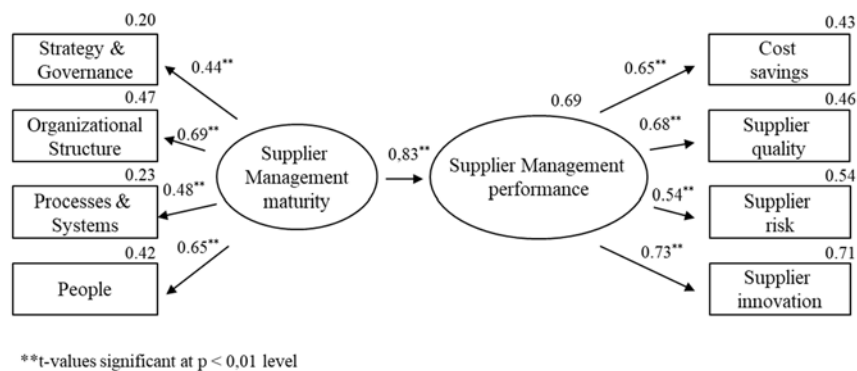 0.20
Strategy &
Governance
0.44**
0.47
Organizational
Structure
0.69**
0.23
Processes &
Systems
0.48**
0.42
People
0.65**
Supplier
Management
maturity
0,83**
0.69
Supplier Management
performance
0.65**
0.43
Cost
savings
0.68**
0.46
Supplier
quality
0.54**
0.54
Supplier
risk
0.73**
0.71
Supplier
innovation
**t-values significant at p < 0,01 level